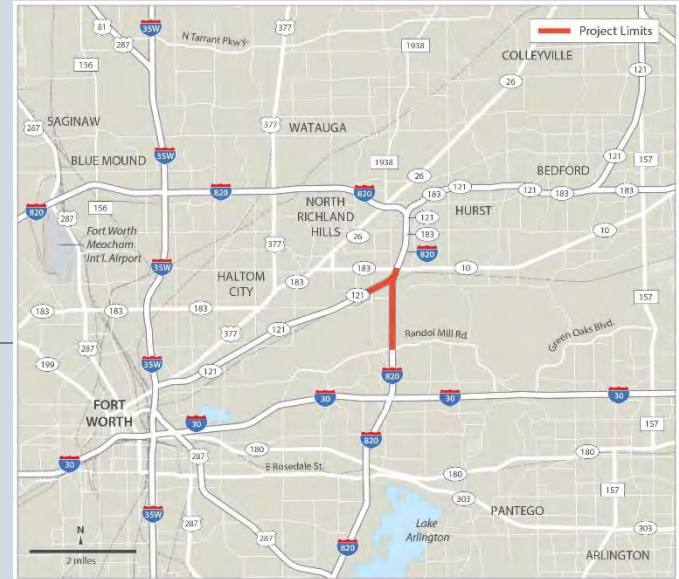 Project Limits
35W
81
287
377
N Tarrant Pkwy
1938
COLLEYVILLE
121
156
377
26
SAGINAW
287
WATAUGA
35W
BLUE MOUND
1938
26
BEDFORD
157
820
820
183
121
121
183
183
820
156
NORTH
RICHLAND
HILLS
HURST
121
183
Fort Worth
Meacham
Int'l. Airport
287
35W
377
26
820
10
HALTOM
CITY
183
183
10
121
183
183
183
121
157
377
Randol Mill Rd.
Green Oaks Blvd.
287
199
35W
121
820
FORT
WORTH
30
30
30
30
30
820
180
287
157
180
E Rosedale St.
180
303
157
PANTEGO
35W
287
820
287
Lake
Arlington
303
ARLINGTON
N
2 miles